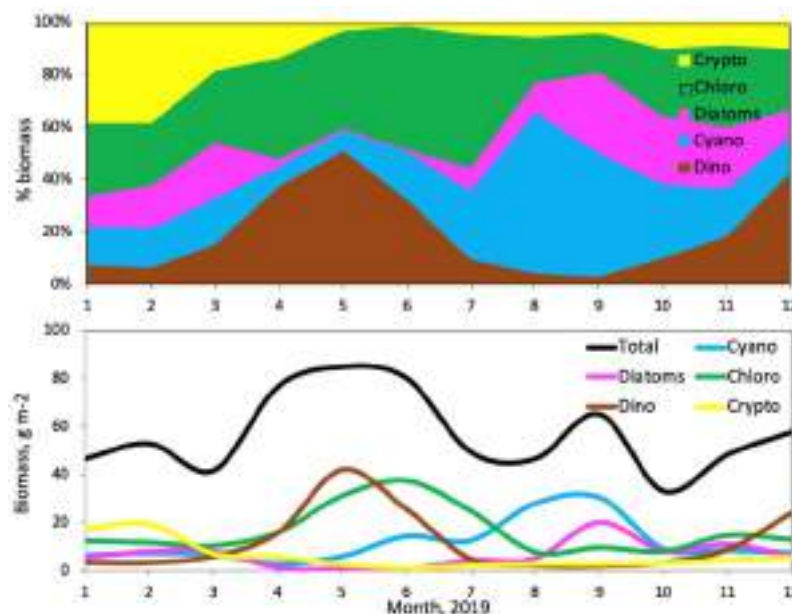 100%
80%
60%
40%
20%
0%
% biomass
Crypto
Chloro
Diatoms
Cyano
Dino
1 2 3 4 5 6 7 8 9 10 11 12
100
80
60
40
20
0
Biomass, g m-2
Total Cyano
Diatoms Chloro
Dino Crypto
1 2 3 4 5 6 7 8 9 10 11 12
Month, 2019